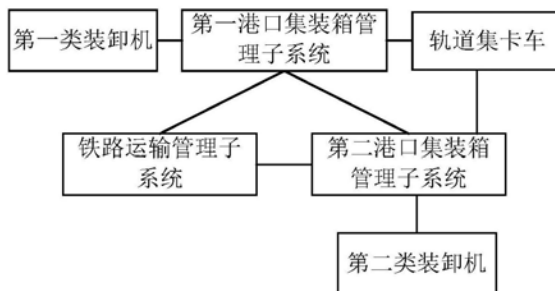 第一类装卸机
第一港口集装箱管
理子系统
轨道集卡车
铁路运输管理子
系统
第二港口集装箱
管理子系统
第二类装卸机